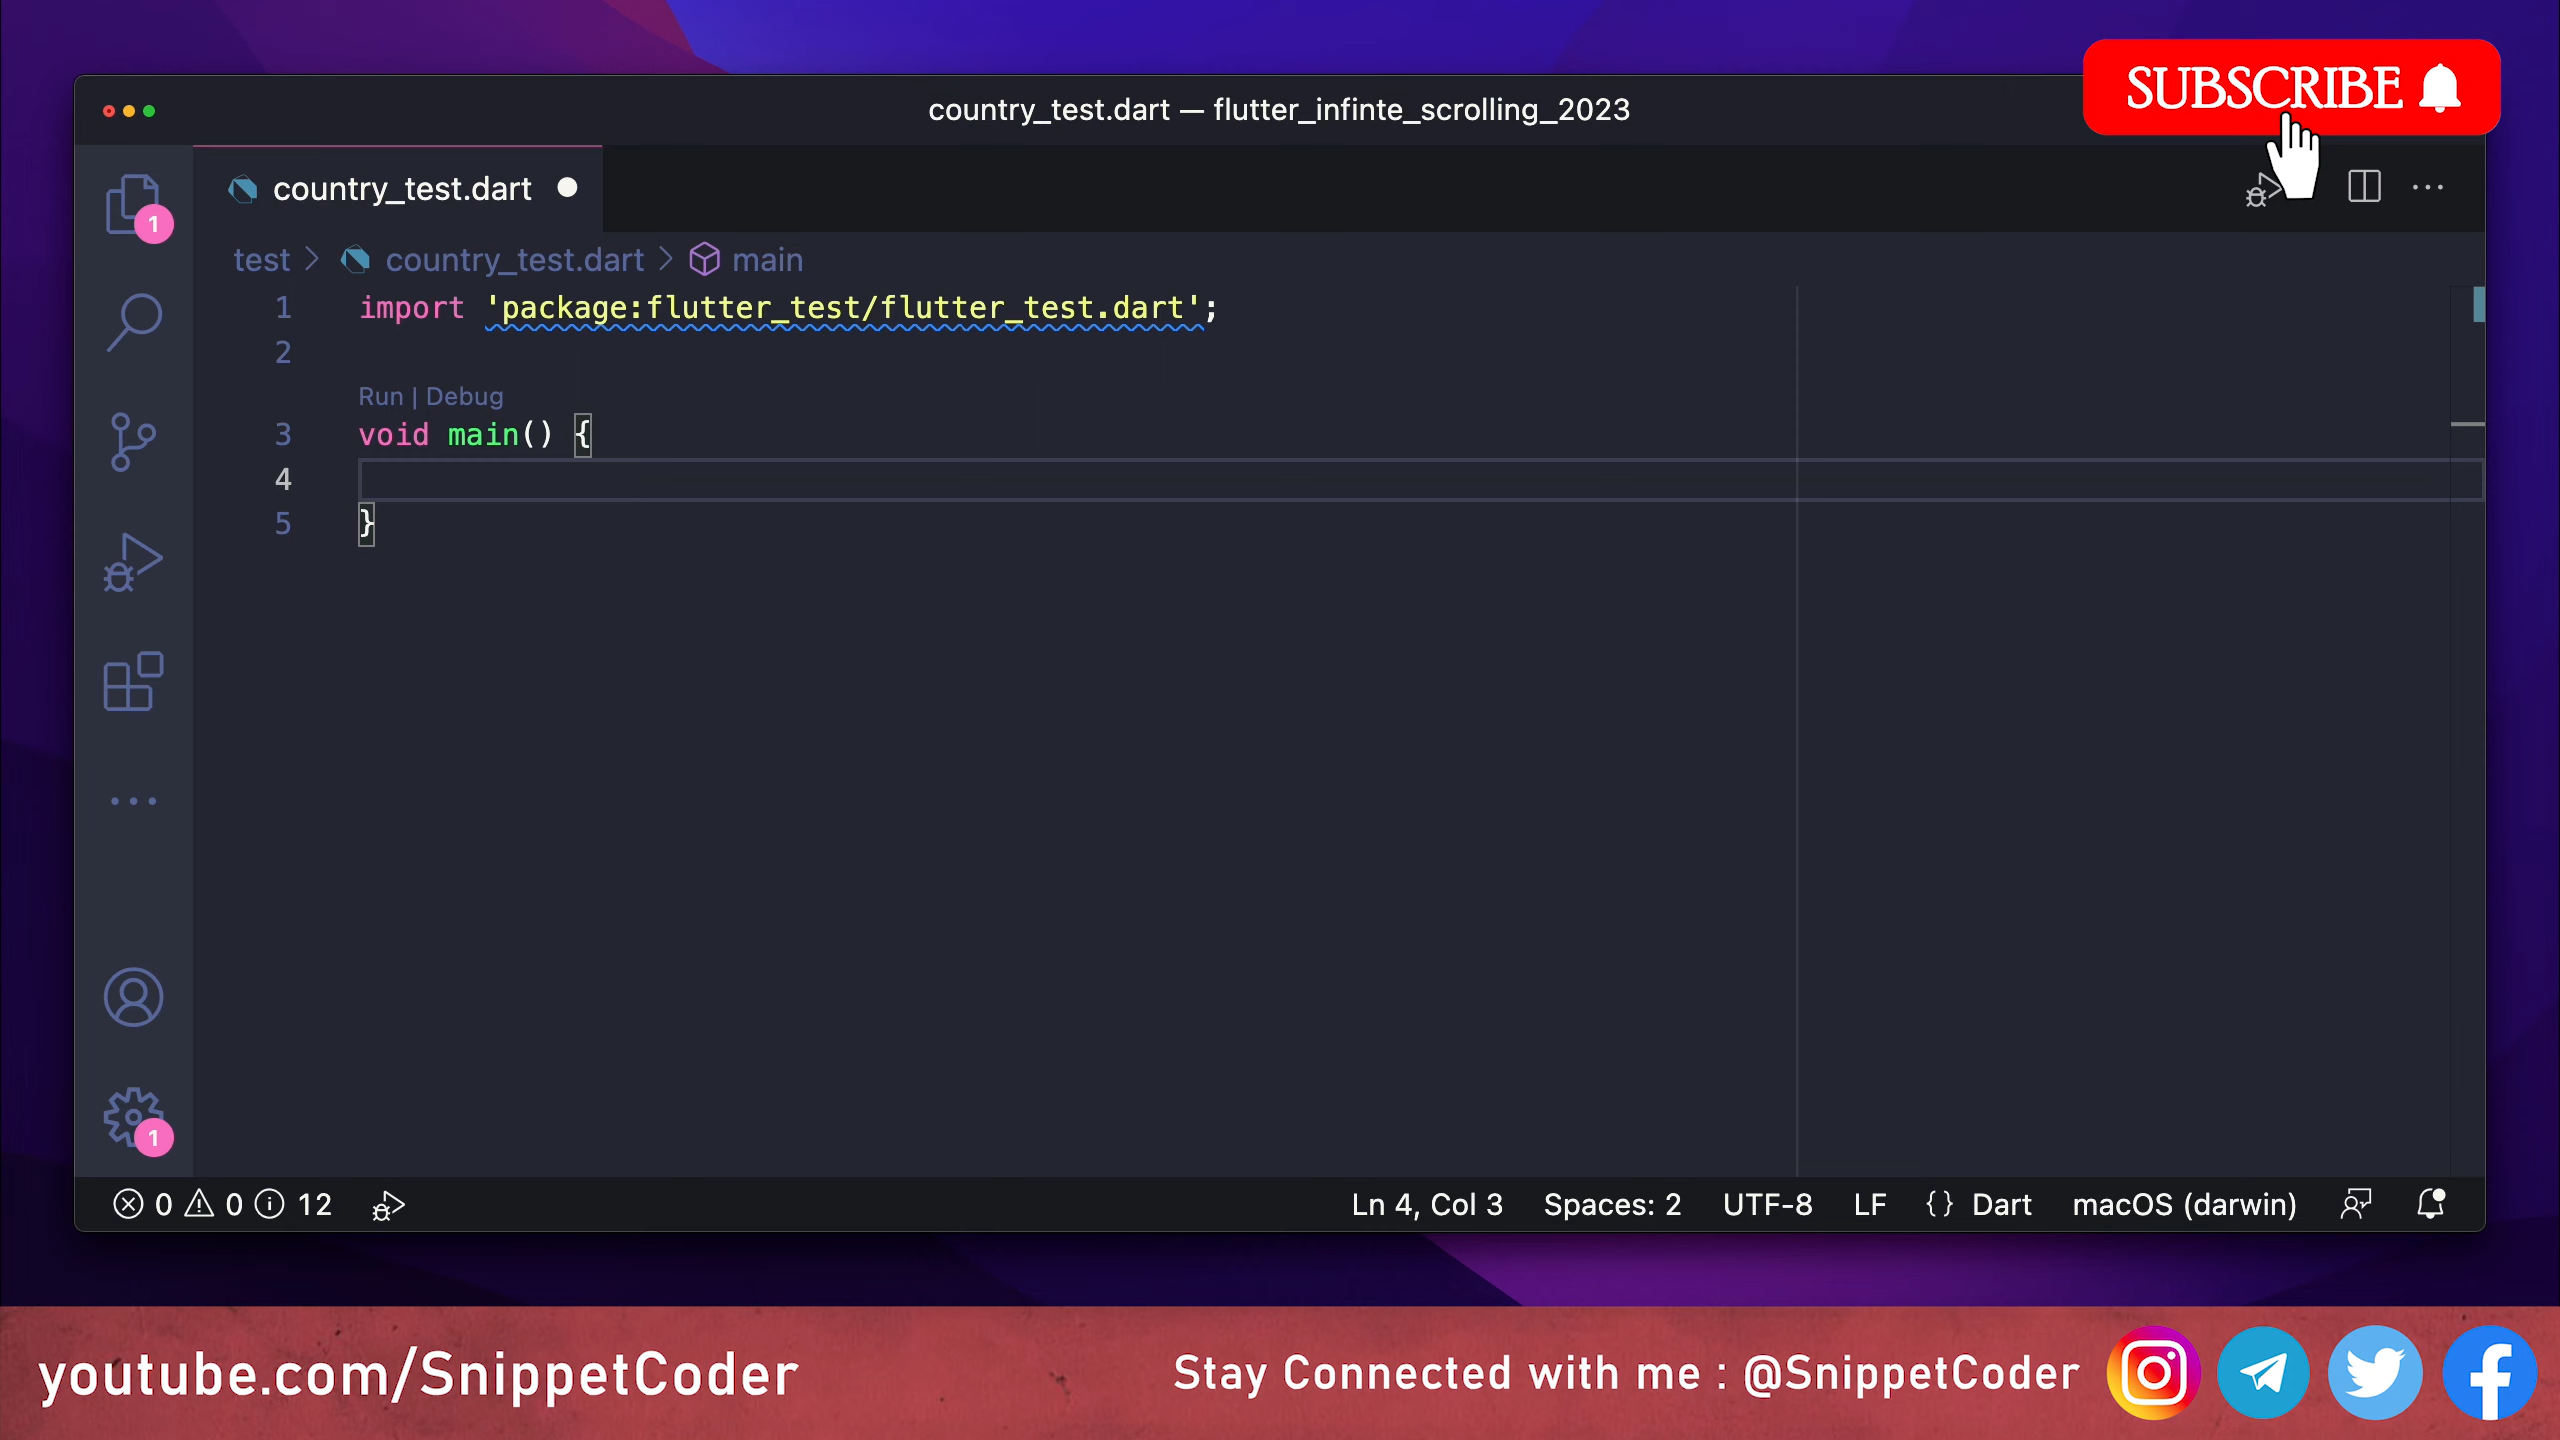 SUBSCRIBE
country_test.dart — flutter_infinte_scrolling_2023
country_test.dart
1
test > country_test.dart > main
1 import 'package:flutter_test/flutter_test.dart';
2
Run | Debug
3 void main() {
4
5 }
1
0 0 12
Ln 4, Col 3 Spaces: 2 UTF-8 LF {} Dart macOS (darwin)
youtube.com/SnippetCoder
Stay Connected with me : @SnippetCoder